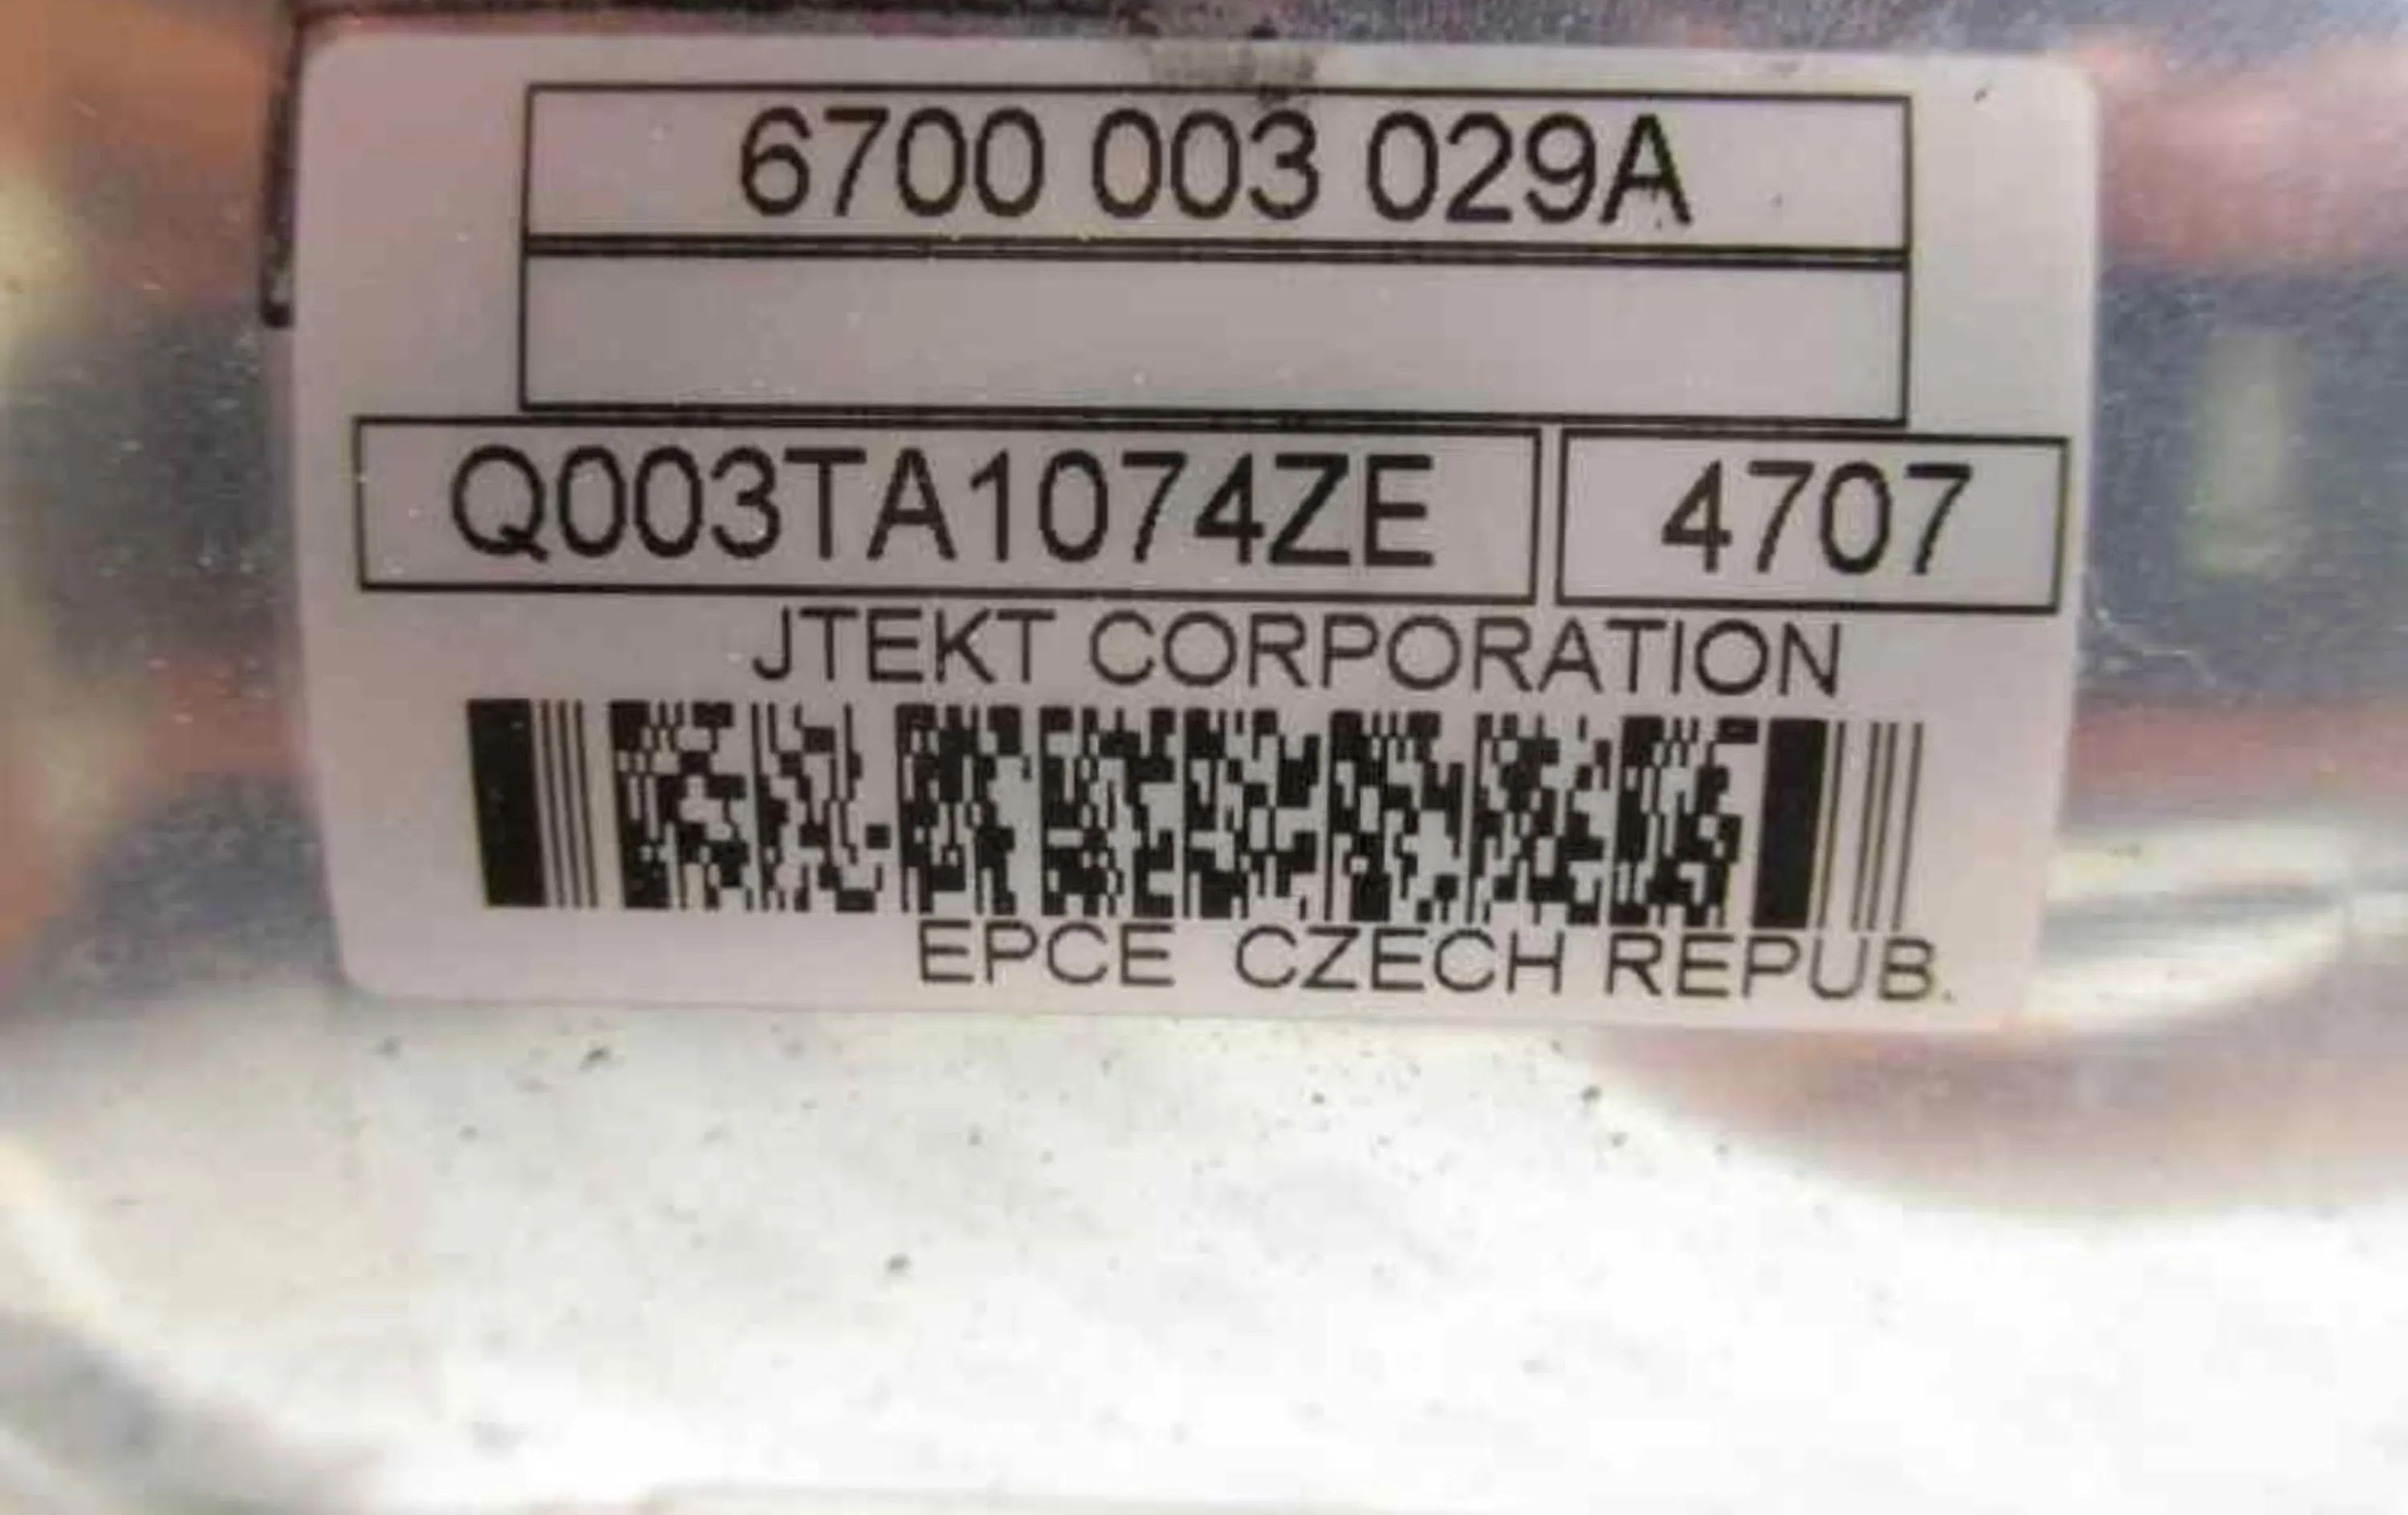 6700 003 029A
Q003TA1074ZE 4707
JTEKT CORPORATION
EPCE CZECH REPUB.